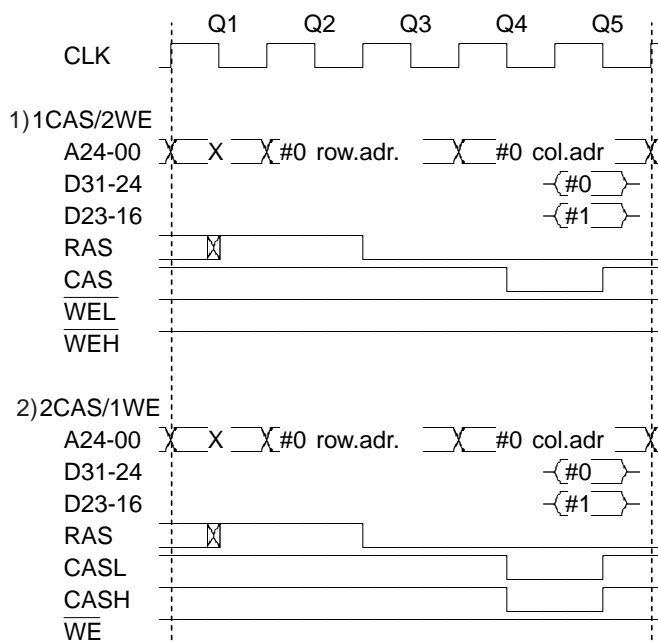 Q1 Q2 Q3 Q4 Q5
CLK
1)1CAS/2WE
A24-00 X #0 row.adr. #0 col.adr
D31-24 #0
D23-16 #1
RAS
CAS
WEL
WEH
2)2CAS/1WE
A24-00 X #0 row.adr. #0 col.adr
D31-24 #0
D23-16 #1
RAS
CASL
CASH
WE